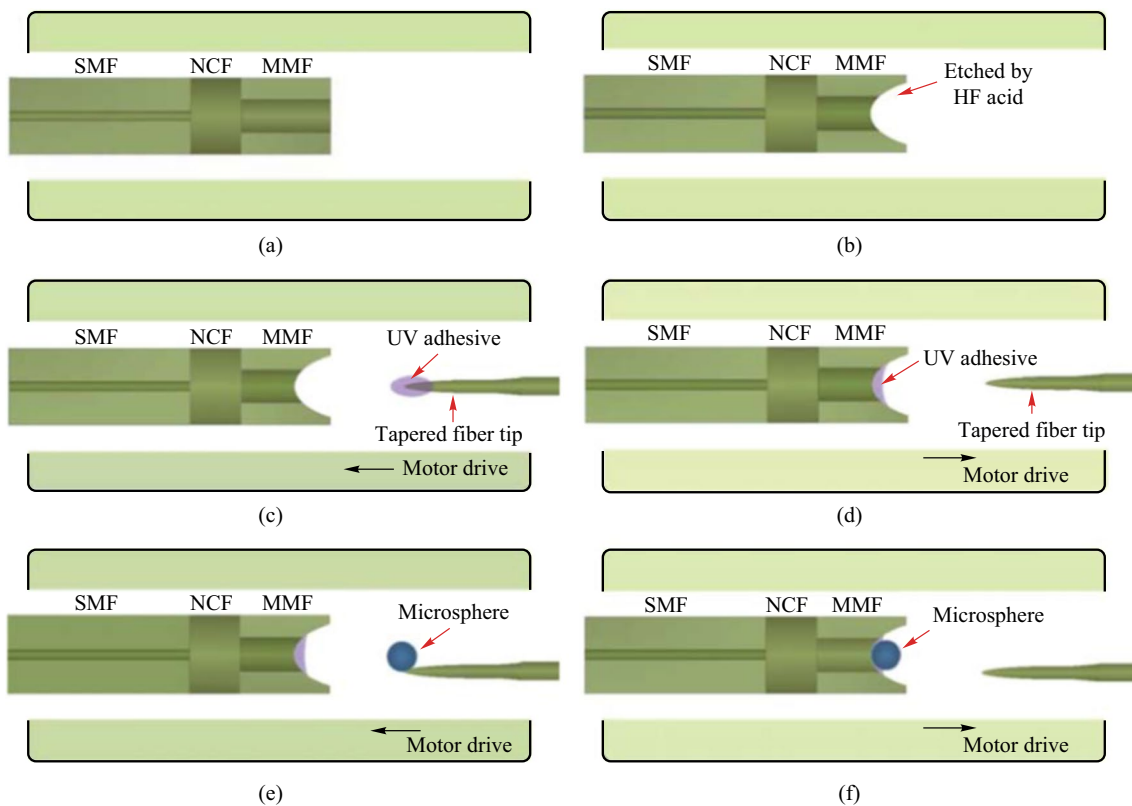 SMF NCF MMF
(a)
SMF NCF MMF
Etched by
HF acid
(b)
SMF NCF MMF
UV adhesive
Tapered fiber tip
Motor drive
(c)
SMF NCF MMF
UV adhesive
Tapered fiber tip
Motor drive
(d)
SMF NCF MMF
Microsphere
Motor drive
(e)
SMF NCF MMF
Microsphere
Motor drive
(f)